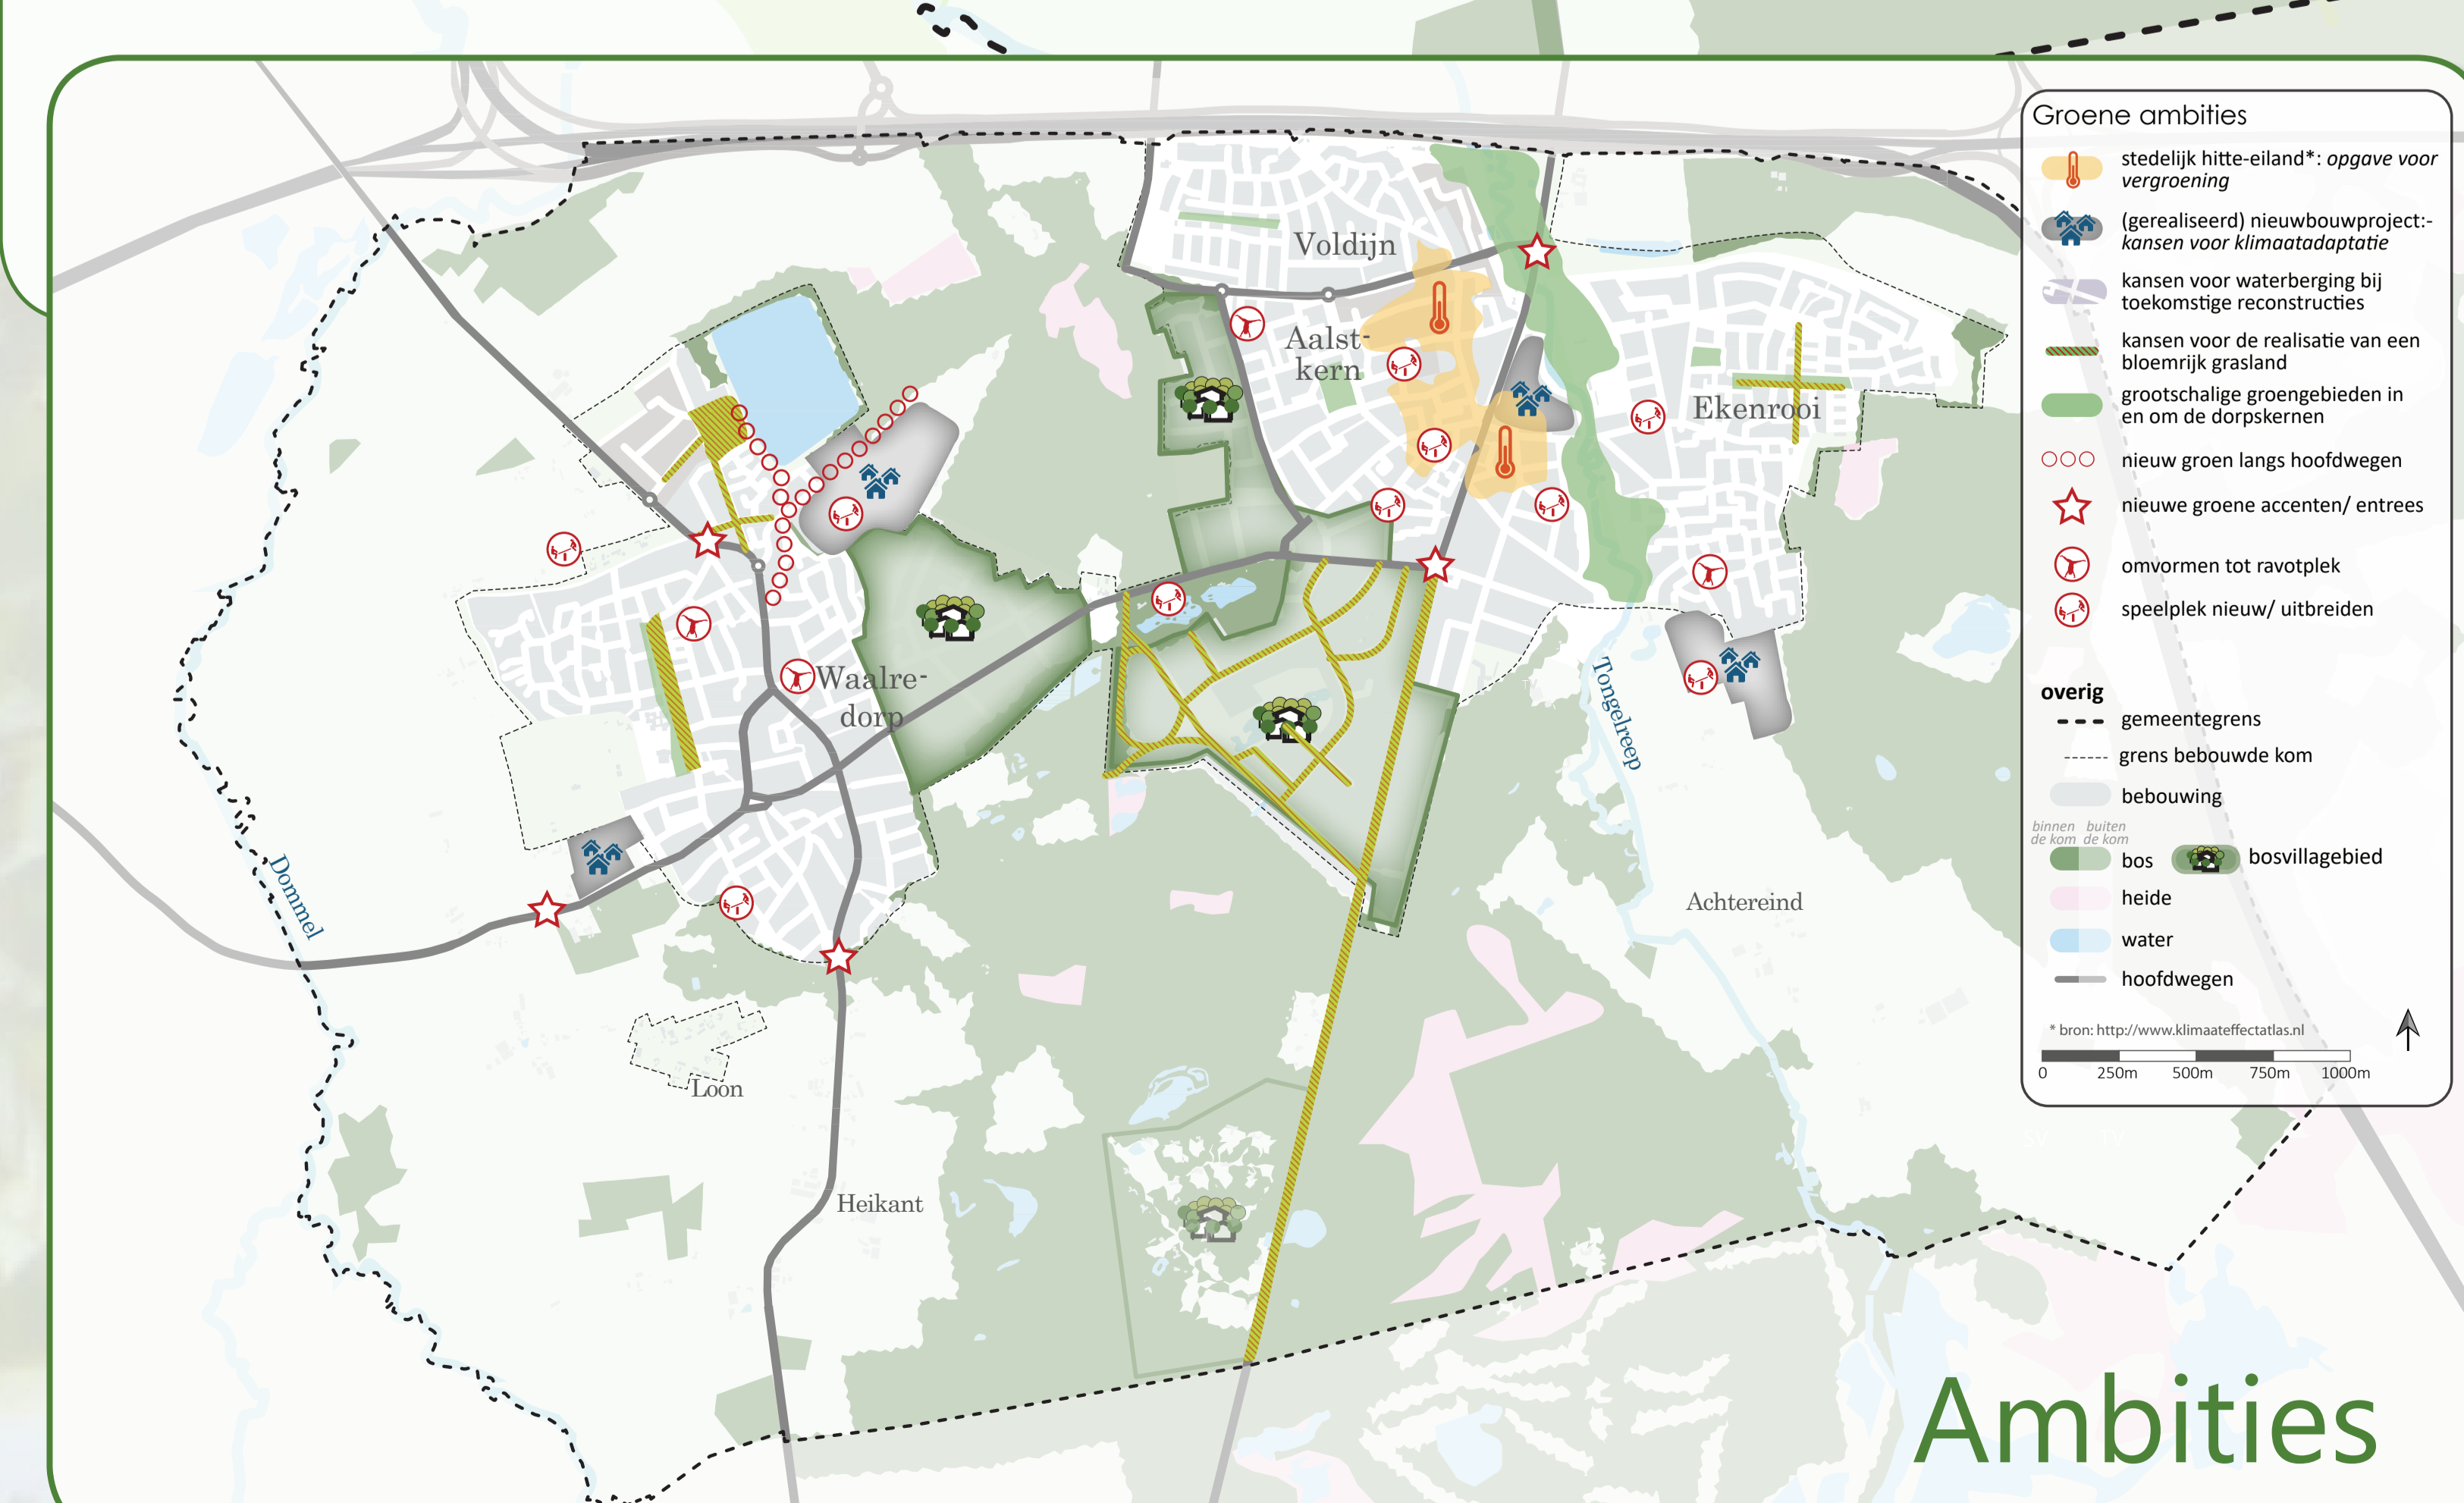 Voldijn
Aalst-
kern
Ekenrooi
Waalre-
dorp
Tongelreep
Dommel
Achtereind
Loon
Heikant
Groene ambities
stedelijk hitte-eiland*: opgave voor
vergroening
(gerealiseerd) nieuwbouwproject:-
kansen voor klimaatadaptatie
kansen voor waterberging bij
toekomstige reconstructies
kansen voor de realisatie van een
bloemrijk grasland
grootschalige groengebieden in
en om de dorpskernen
nieuw groen langs hoofdwegen
nieuwe groene accenten/ entrees
omvormen tot ravotplek
speelplek nieuw/ uitbreiden
overig
gemeentegrens
grens bebouwde kom
bebouwing
binnen buiten
de kom de kom
bos bosvillagebied
heide
water
hoofdwegen
* bron: http://www.klimaateffectatlas.nl
0 250m 500m 750m 1000m
Ambities